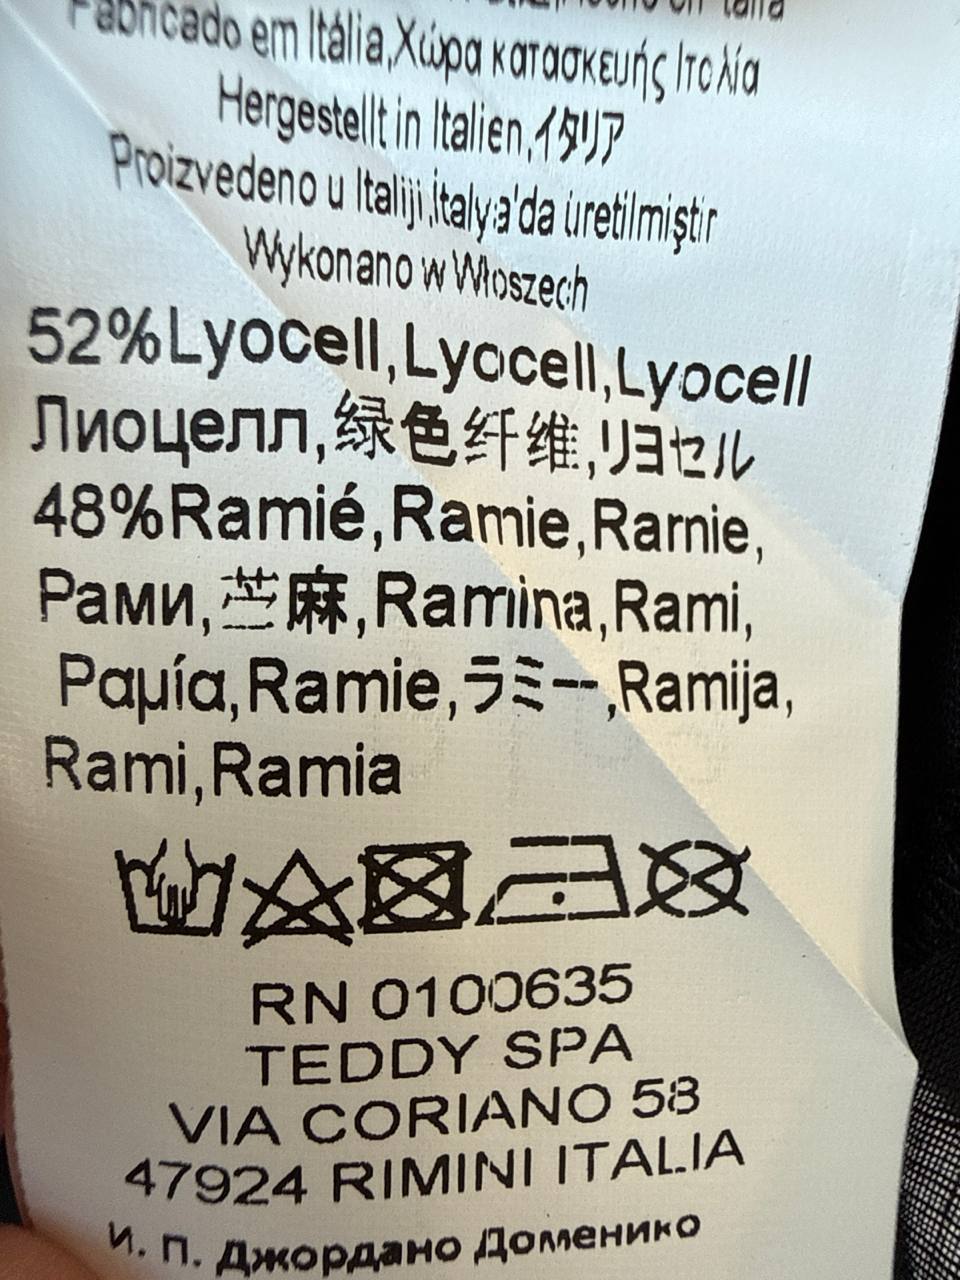 Fabricado em Itália,Χώρα κατασκευής Ιταλία
Hergestellt in Italien,イタリア
Proizvedeno u Italiji,İtalya'da üretilmiştir
Wykonano w Włoszech
52%Lyocell,Lyocell,Lyocell
Лиоцелл,绿色纤维,リヨセル
48%Ramié,Ramie,Ramie,
Рами,苎麻,Ramina,Rami,
Ραμία,Ramie,ラミー,Ramija,
Rami,Ramia
RN 0100635
TEDDY SPA
VIA CORIANO 58
47924 RIMINI ITALIA
И. П. Джордано Доменико